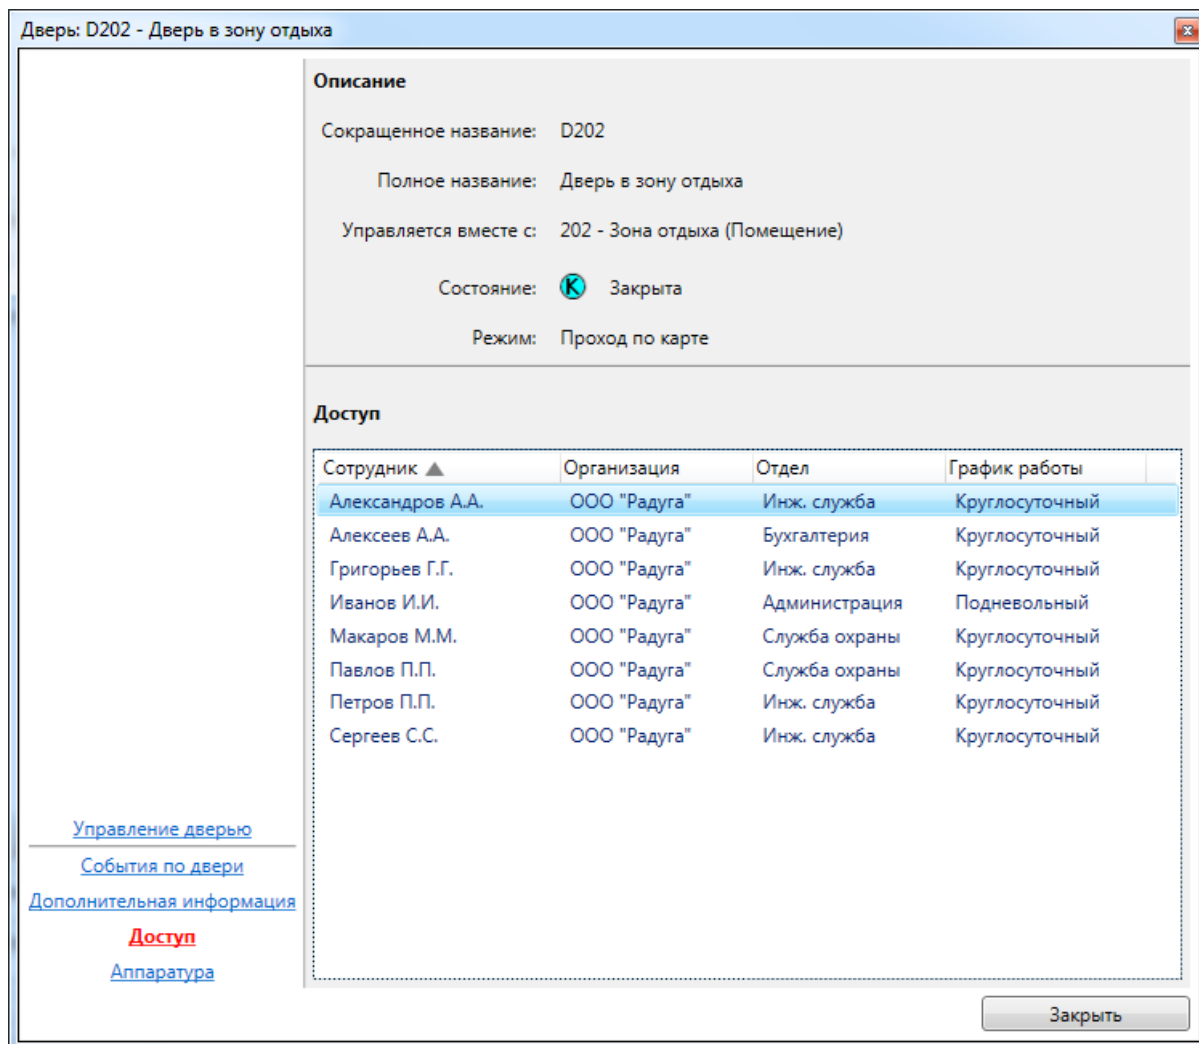 Дверь: D202 - Дверь в зону отдыха
Описание
Сокращенное название: D202
Полное название: Дверь в зону отдыха
Управляется вместе с: 202 - Зона отдыха (Помещение)
Состояние: K Закрыта
Режим: Проход по карте
Доступ
Сотрудник Организация Отдел График работы
Александров А.А. ООО "Радуга" Инж. служба Круглосуточный
Алексеев А.А. ООО "Радуга" Бухгалтерия Круглосуточный
Григорьев Г.Г. ООО "Радуга" Инж. служба Круглосуточный
Иванов И.И. ООО "Радуга" Администрация Подневольный
Макаров М.М. ООО "Радуга" Служба охраны Круглосуточный
Павлов П.П. ООО "Радуга" Служба охраны Круглосуточный
Петров П.П. ООО "Радуга" Инж. служба Круглосуточный
Сергеев С.С. ООО "Радуга" Инж. служба Круглосуточный
Управление дверью
События по двери
Дополнительная информация
Доступ
Аппаратура
Закрыть